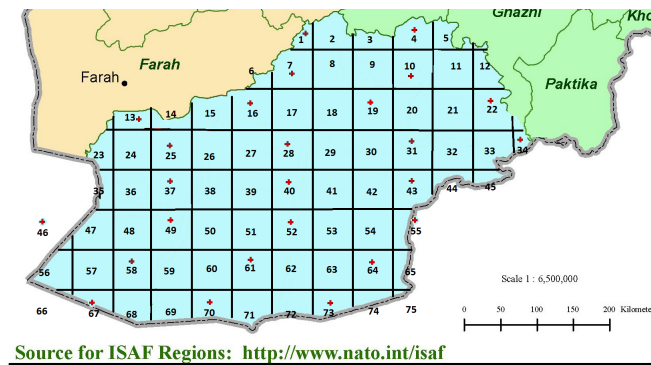 Ghazni
Kho
1 2 3 4 5
Farah
6 7 8 9 10 11 12
Farah
Paktika
13 14 15 16 17 18 19 20 21 22
23 24 25 26 27 28 29 30 31 32 33 34
35 36 37 38 39 40 41 42 43 44 45
46 47 48 49 50 51 52 53 54 55
56 57 58 59 60 61 62 63 64 65
Scale 1 : 6,500,000
66 67 68 69 70 71 72 73 74 75
0 50 100 150 200 Kilomete
Source for ISAF Regions: http://www.nato.int/isaf